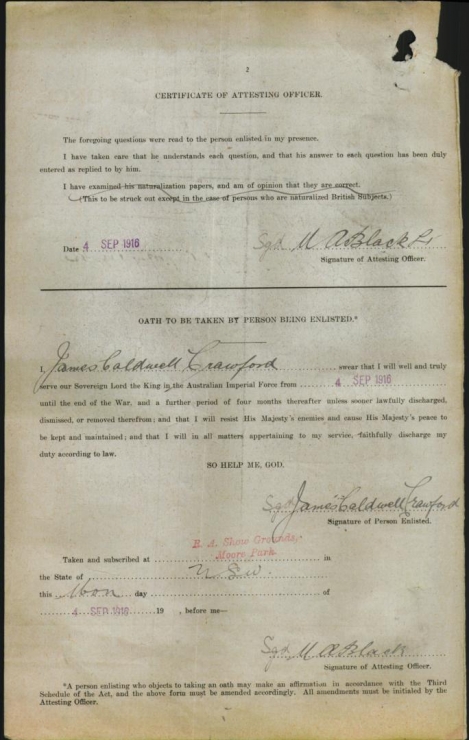 2
CERTIFICATE OF ATTESTING OFFICER.
The foregoing questions were read to the person enlisted in my presence.
I have taken care that he understands each question, and that his answer to each question has been duly
entered as replied to by him.
I have examined his naturalization papers, and am of opinion that they are correct.
(This to be struck out except in the case of persons who are naturalized British Subjects.)
Date 4 SEP 1916
Sgd M A Black Lt
Signature of Attesting Officer.
OATH TO BE TAKEN BY PERSON BEING ENLISTED.*
I, James Caldwell Crawford swear that I will well and truly
serve our Sovereign Lord the King in the Australian Imperial Force from 4 SEP 1916
until the end of the War, and a further period of four months thereafter unless sooner lawfully discharged,
dismissed, or removed therefrom; and that I will resist His Majesty's enemies and cause His Majesty's peace to
be kept and maintained; and that I will in all matters appertaining to my service, faithfully discharge my
duty according to law.
SO HELP ME, GOD.
Sgd James Caldwell Crawford
Signature of Person Enlisted.
R. A. Show Grounds,
Moore Park
Taken and subscribed at in
the State of N S W.
this Mon day of
4 SEP 1916 19 , before me—
Sgd M A Black
Signature of Attesting Officer.
*A person enlisting who objects to taking an oath may make an affirmation in accordance with the Third
Schedule of the Act, and the above form must be amended accordingly. All amendments must be initialed by the
Attesting Officer.